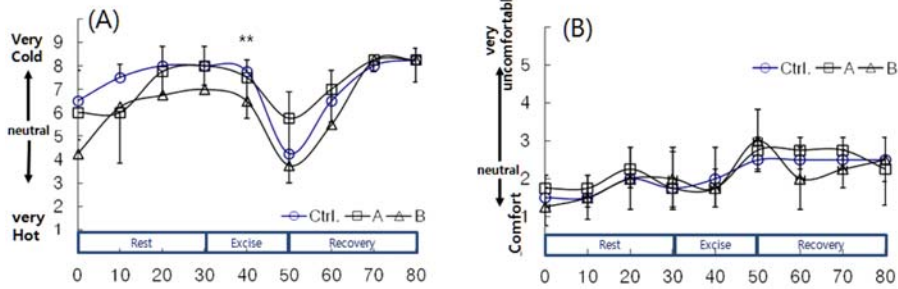 (A)
Very
Cold
neutral
very
Hot
9
8
7
6
5
4
3
2
1
**
Ctrl. A B
Rest Excise Recovery
0 10 20 30 40 50 60 70 80
(B)
very
uncomfortable
neutral
Comfort
6
5
4
3
2
1
Ctrl. A B
Rest Excise Recovery
0 10 20 30 40 50 60 70 80